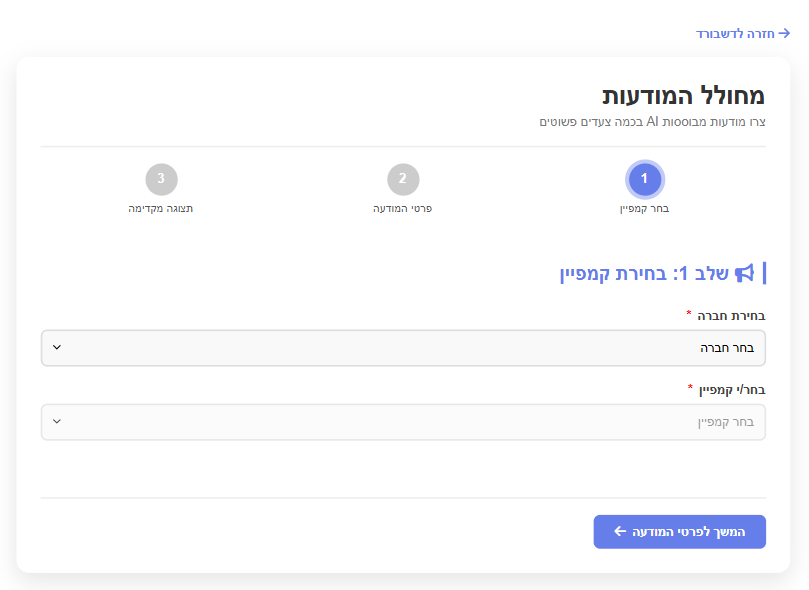 חזרה לדשבורד
מחולל המודעות
צרו מודעות מבוססות AI בכמה צעדים פשוטים
1
2
3
בחר קמפיין
פרטי המודעה
תצוגה מקדימה
שלב 1: בחירת קמפיין
בחירת חברה *
בחר חברה
בחר/י קמפיין *
בחר קמפיין
המשך לפרטי המודעה